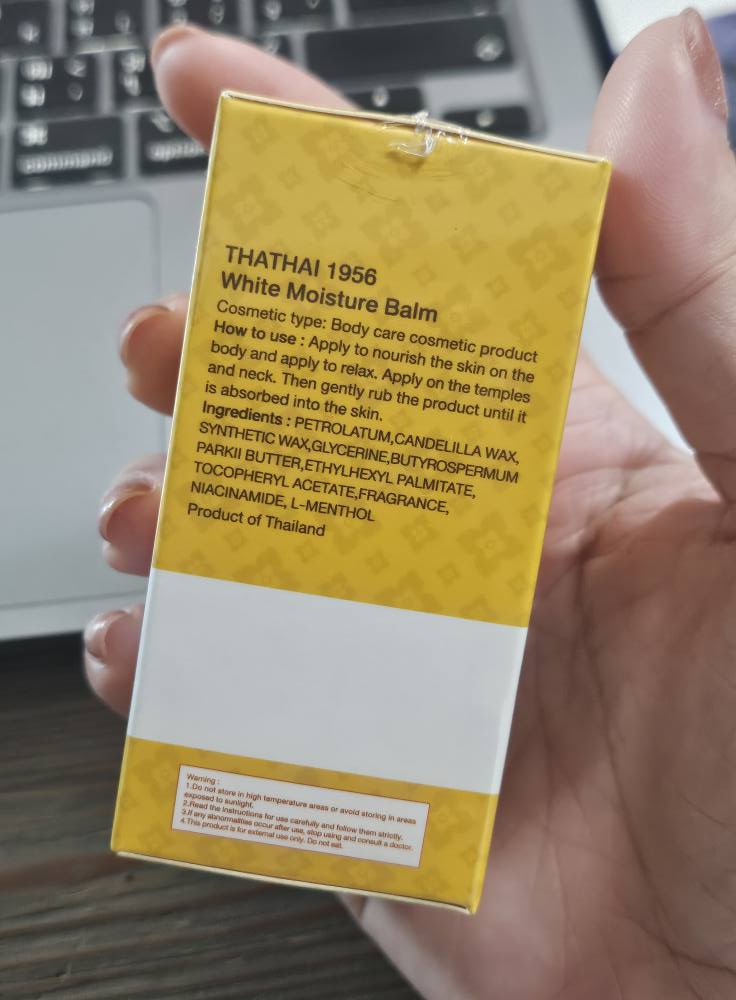 command
THATHAI 1956
White Moisture Balm
Cosmetic type: Body care cosmetic product
How to use : Apply to nourish the skin on the
body and apply to relax. Apply on the temples
and neck. Then gently rub the product until it
is absorbed into the skin.
Ingredients : PETROLATUM,CANDELILLA WAX,
SYNTHETIC WAX,GLYCERINE,BUTYROSPERMUM
PARKII BUTTER,ETHYLHEXYL PALMITATE,
TOCOPHERYL ACETATE,FRAGRANCE,
NIACINAMIDE, L-MENTHOL
Product of Thailand
Warning :
1.Do not store in high temperature areas or avoid storing in areas
exposed to sunlight.
2.Read the instructions for use carefully and follow them strictly.
3.If any abnormalities occur after use, stop using and consult a doctor.
4.This product is for external use only. Do not eat.